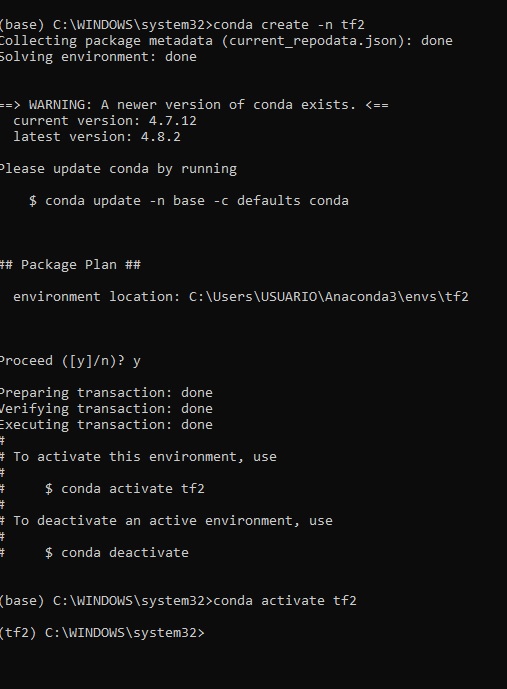 (base) C:\WINDOWS\system32>conda create -n tf2
Collecting package metadata (current_repodata.json): done
Solving environment: done
==> WARNING: A newer version of conda exists. <==
current version: 4.7.12
latest version: 4.8.2
Please update conda by running
$ conda update -n base -c defaults conda
## Package Plan ##
environment location: C:\Users\USUARIO\Anaconda3\envs\tf2
Proceed ([y]/n)? y
Preparing transaction: done
Verifying transaction: done
Executing transaction: done
#
# To activate this environment, use
#
#     $ conda activate tf2
#
# To deactivate an active environment, use
#
#     $ conda deactivate
(base) C:\WINDOWS\system32>conda activate tf2
(tf2) C:\WINDOWS\system32>